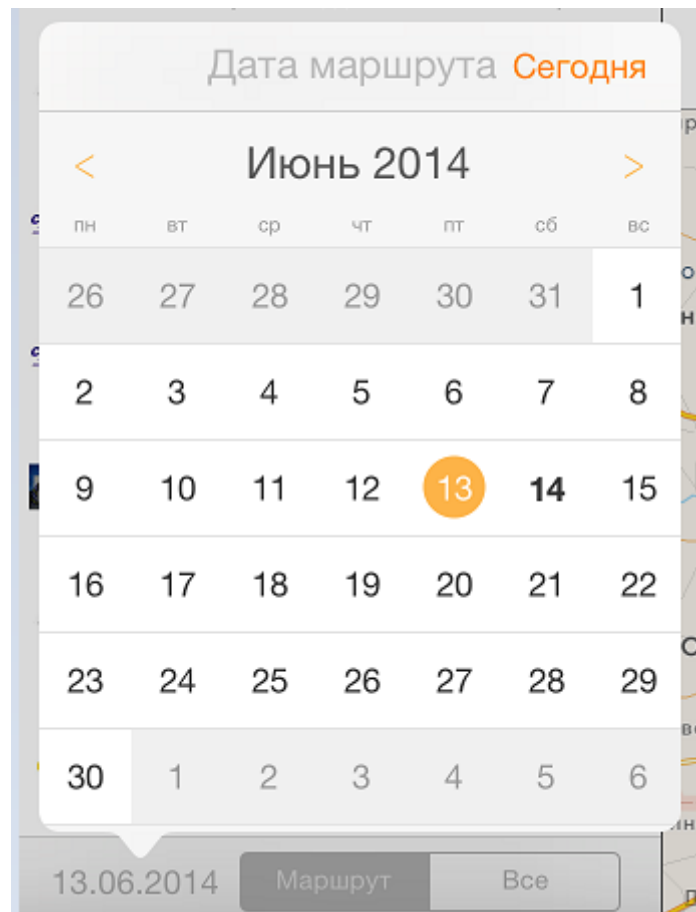 Дата маршрута Сегодня
< Июнь 2014 >
пн вт ср чт пт сб вс
26 27 28 29 30 31 1
2 3 4 5 6 7 8
9 10 11 12 13 14 15
16 17 18 19 20 21 22
23 24 25 26 27 28 29
30 1 2 3 4 5 6
13.06.2014 Маршрут Все